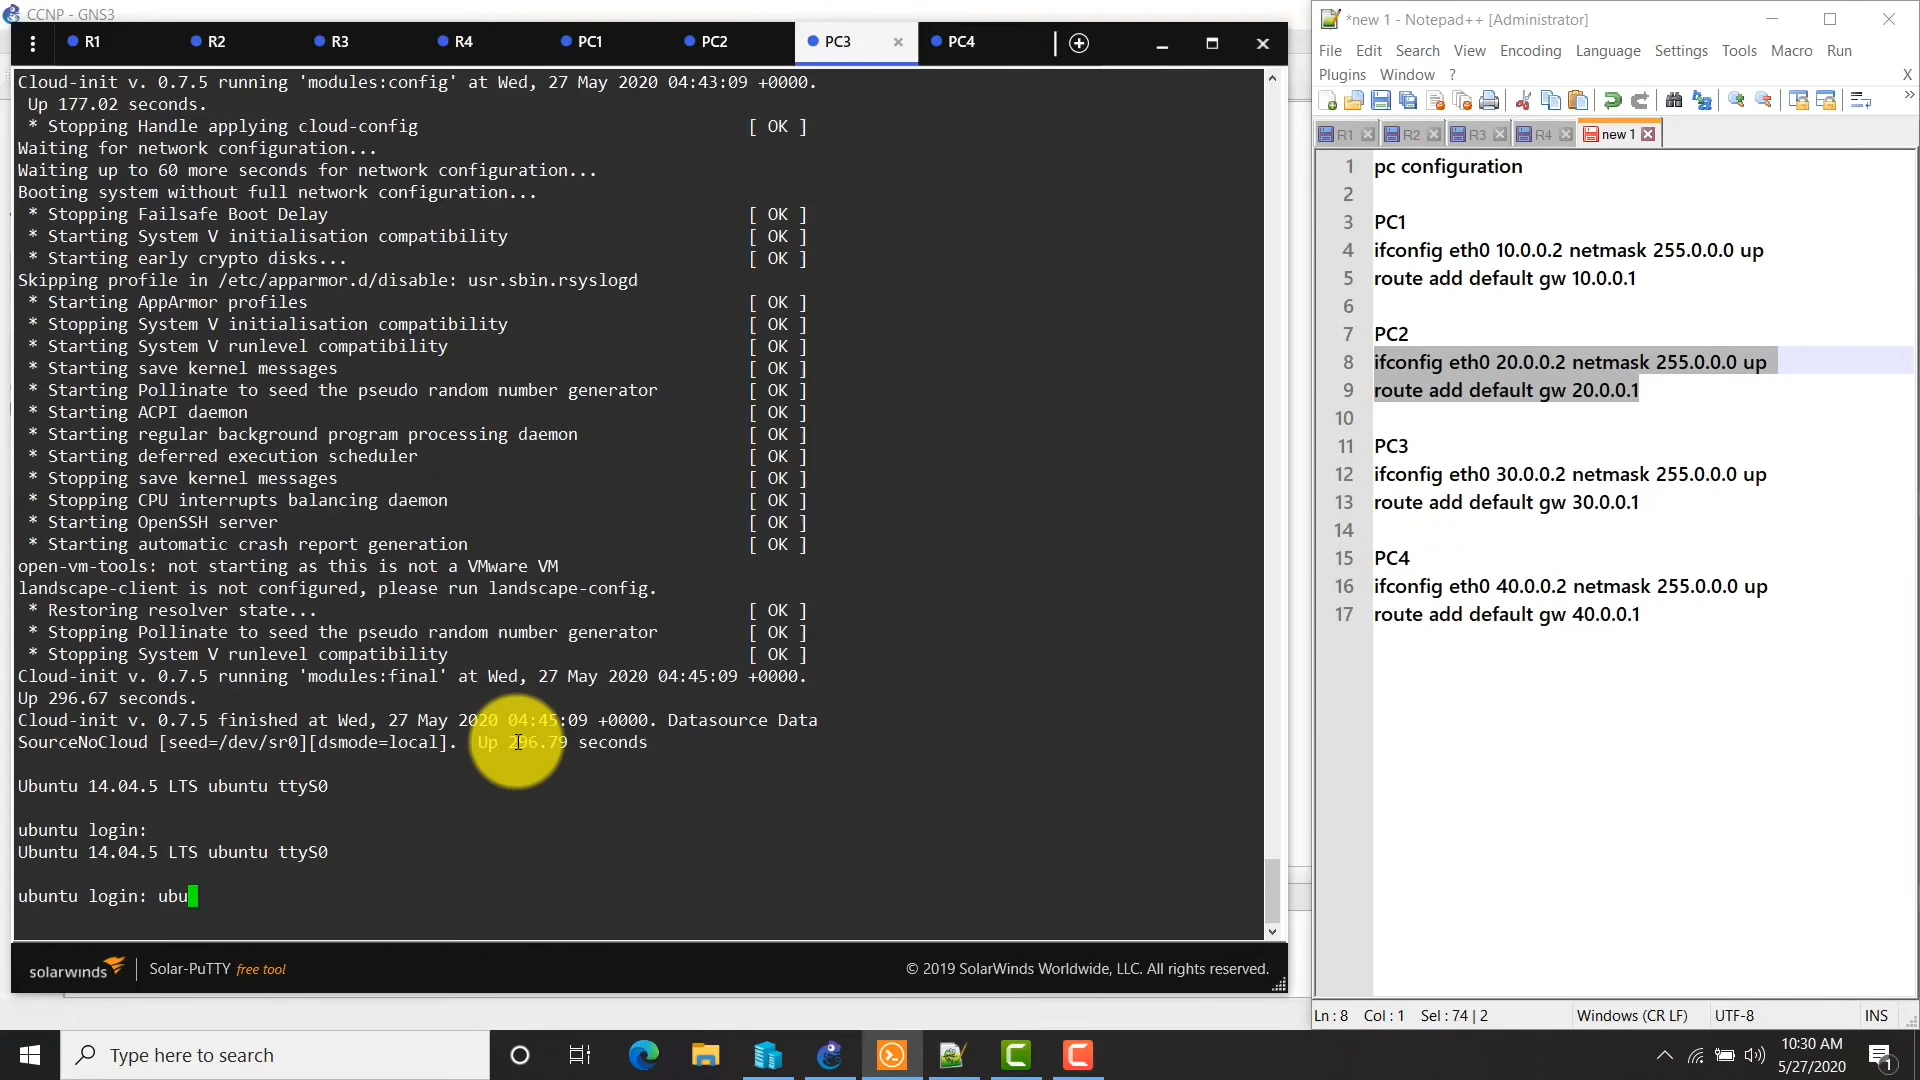 CCNP - GNS3
R1 R2 R3 R4 PC1 PC2 PC3 PC4
Cloud-init v. 0.7.5 running 'modules:config' at Wed, 27 May 2020 04:43:09 +0000.
Up 177.02 seconds.
* Stopping Handle applying cloud-config [ OK ]
Waiting for network configuration...
Waiting up to 60 more seconds for network configuration...
Booting system without full network configuration...
* Stopping Failsafe Boot Delay [ OK ]
* Starting System V initialisation compatibility [ OK ]
* Starting early crypto disks... [ OK ]
Skipping profile in /etc/apparmor.d/disable: usr.sbin.rsyslogd
* Starting AppArmor profiles [ OK ]
* Stopping System V initialisation compatibility [ OK ]
* Starting System V runlevel compatibility [ OK ]
* Starting save kernel messages [ OK ]
* Starting Pollinate to seed the pseudo random number generator [ OK ]
* Starting ACPI daemon [ OK ]
* Starting regular background program processing daemon [ OK ]
* Starting deferred execution scheduler [ OK ]
* Stopping save kernel messages [ OK ]
* Stopping CPU interrupts balancing daemon [ OK ]
* Starting OpenSSH server [ OK ]
* Starting automatic crash report generation [ OK ]
open-vm-tools: not starting as this is not a VMware VM
landscape-client is not configured, please run landscape-config.
* Restoring resolver state... [ OK ]
* Stopping Pollinate to seed the pseudo random number generator [ OK ]
* Stopping System V runlevel compatibility [ OK ]
Cloud-init v. 0.7.5 running 'modules:final' at Wed, 27 May 2020 04:45:09 +0000.
Up 296.67 seconds.
Cloud-init v. 0.7.5 finished at Wed, 27 May 2020 04:45:09 +0000. Datasource Data
SourceNoCloud [seed=/dev/sr0][dsmode=local]. Up 296.79 seconds
Ubuntu 14.04.5 LTS ubuntu ttyS0
ubuntu login:
Ubuntu 14.04.5 LTS ubuntu ttyS0
ubuntu login: ubu
solarwinds Solar-PuTTY free tool © 2019 SolarWinds Worldwide, LLC. All rights reserved.
*new 1 - Notepad++ [Administrator]
File Edit Search View Encoding Language Settings Tools Macro Run
Plugins Window ? X
R1 R2 R3 R4 new 1
1 pc configuration
2
3 PC1
4 ifconfig eth0 10.0.0.2 netmask 255.0.0.0 up
5 route add default gw 10.0.0.1
6
7 PC2
8 ifconfig eth0 20.0.0.2 netmask 255.0.0.0 up
9 route add default gw 20.0.0.1
10
11 PC3
12 ifconfig eth0 30.0.0.2 netmask 255.0.0.0 up
13 route add default gw 30.0.0.1
14
15 PC4
16 ifconfig eth0 40.0.0.2 netmask 255.0.0.0 up
17 route add default gw 40.0.0.1
Ln : 8 Col : 1 Sel : 74 | 2 Windows (CR LF) UTF-8 INS
Type here to search
10:30 AM
5/27/2020
1